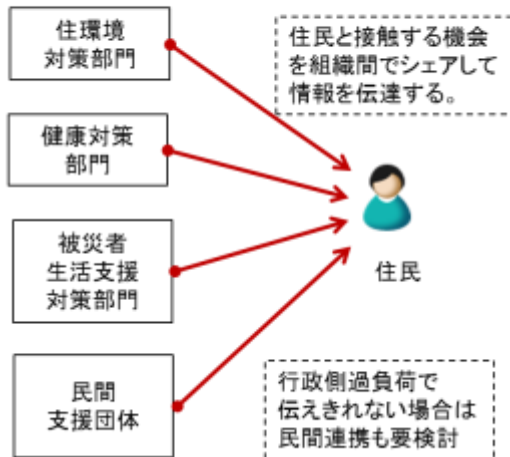 住環境
対策部門
住民と接触する機会
を組織間でシェアして
情報を伝達する。
健康対策
部門
被災者
生活支援
対策部門
住民
民間
支援団体
行政側過負荷で
伝えきれない場合は
民間連携も要検討